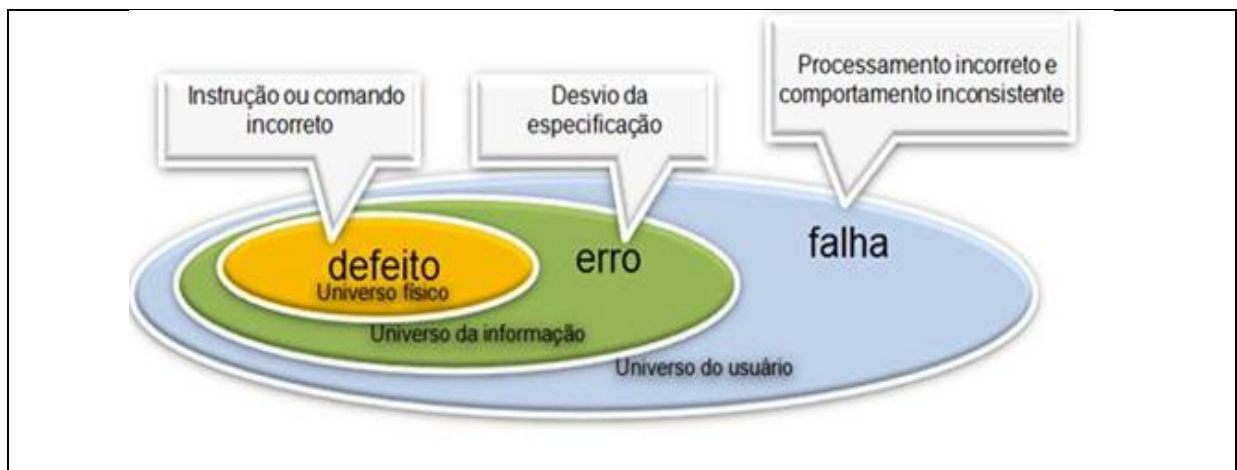 Instrução ou comando
incorreto
Desvio da
especificação
Processamento incorreto e
comportamento inconsistente
defeito
Universo físico
erro
Universo da informação
falha
Universo do usuário